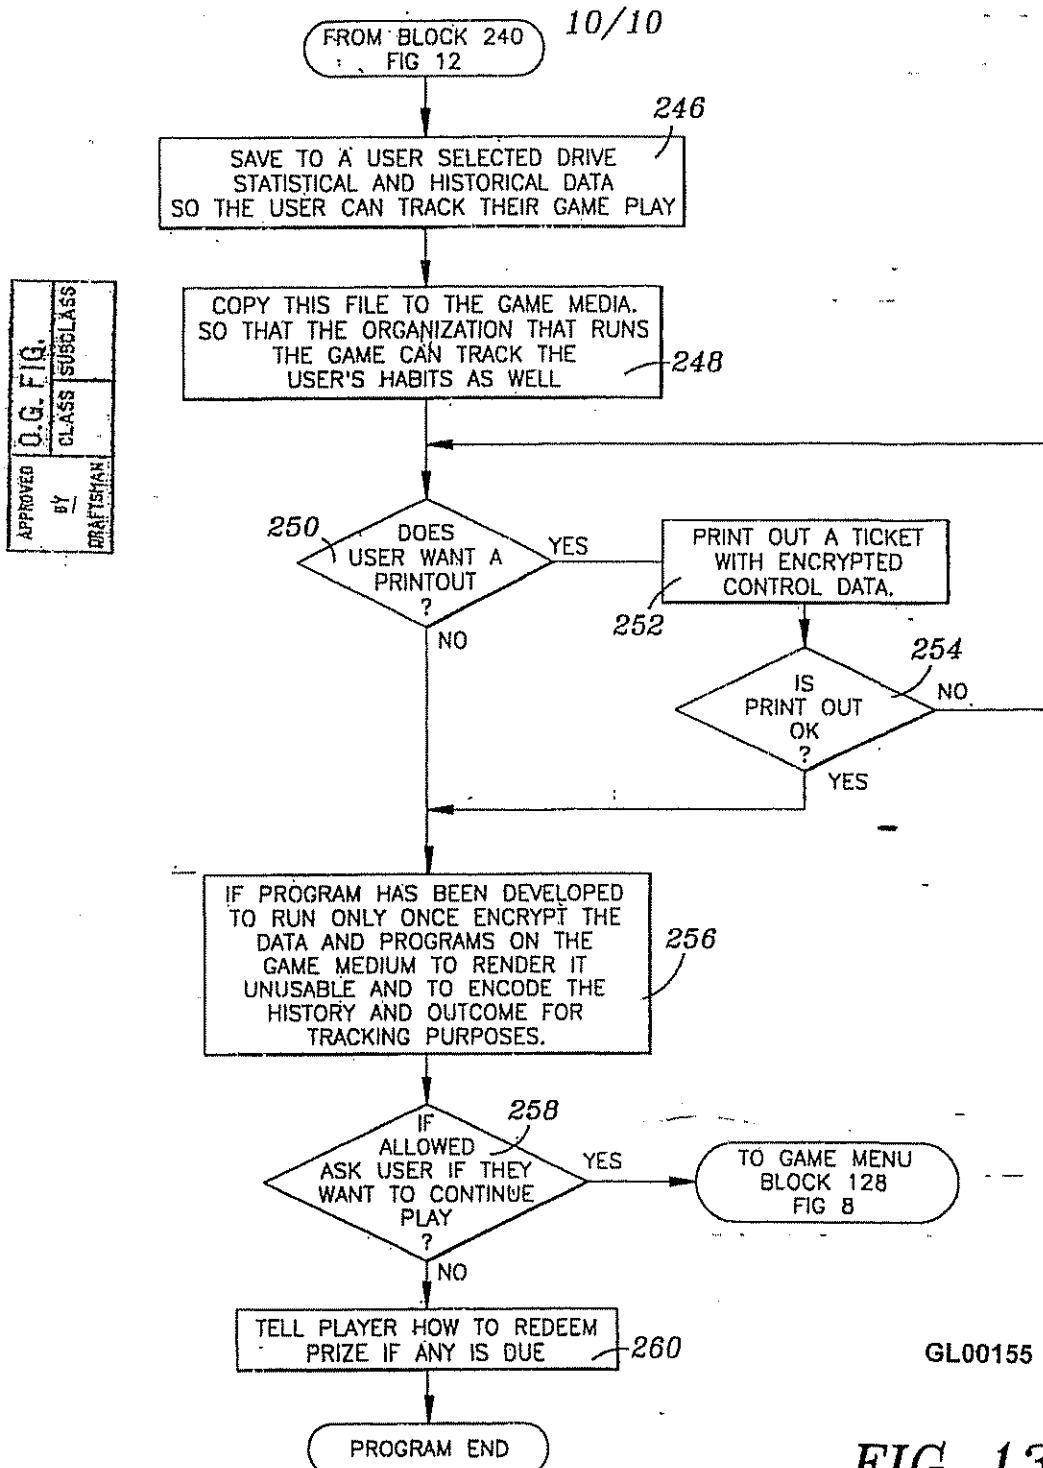 10/10
FROM BLOCK 240
FIG 12
246
SAVE TO A USER SELECTED DRIVE
STATISTICAL AND HISTORICAL DATA
SO THE USER CAN TRACK THEIR GAME PLAY
COPY THIS FILE TO THE GAME MEDIA.
SO THAT THE ORGANIZATION THAT RUNS
THE GAME CAN TRACK THE
USER'S HABITS AS WELL
248
APPROVED
BY
DRAFTSMAN
O.G. FIG.
CLASS
SUBCLASS
250
DOES
USER WANT A
PRINTOUT
?
YES
NO
PRINT OUT A TICKET
WITH ENCRYPTED
CONTROL DATA.
252
254
IS
PRINT OUT
OK
?
NO
YES
IF PROGRAM HAS BEEN DEVELOPED
TO RUN ONLY ONCE ENCRYPT THE
DATA AND PROGRAMS ON THE
GAME MEDIUM TO RENDER IT
UNUSABLE AND TO ENCODE THE
HISTORY AND OUTCOME FOR
TRACKING PURPOSES.
256
258
IF
ALLOWED
ASK USER IF THEY
WANT TO CONTINUE
PLAY
?
YES
NO
TO GAME MENU
BLOCK 128
FIG 8
TELL PLAYER HOW TO REDEEM
PRIZE IF ANY IS DUE
260
GL00155
PROGRAM END
FIG. 13